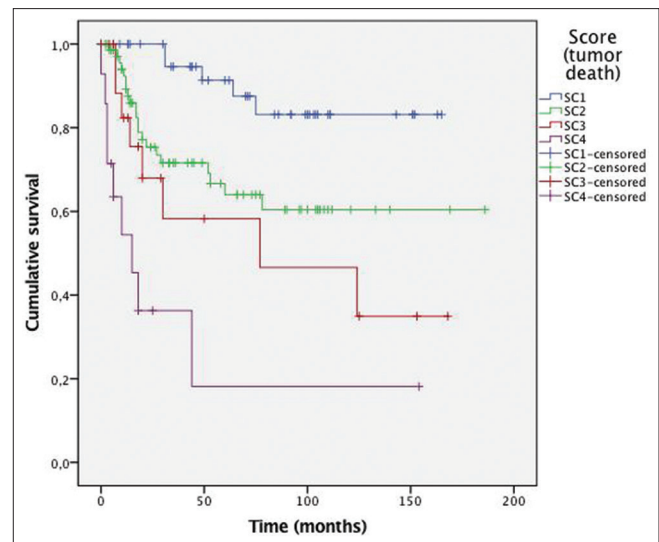 Score
(tumor
death)
SC1
SC2
SC3
SC4
SC1-censored
SC2-censored
SC3-censored
SC4-censored
1,0
0,8
0,6
0,4
0,2
0,0
Cumulative survival
0
50
100
150
200
Time (months)